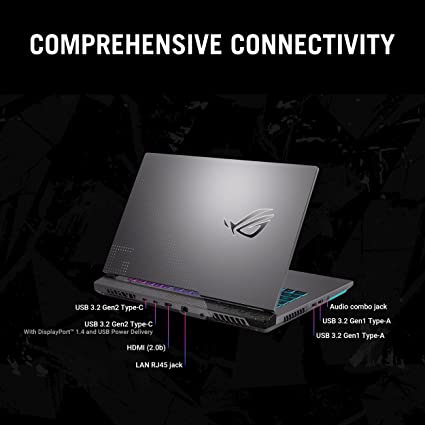 COMPREHENSIVE CONNECTIVITY
USB 3.2 Gen2 Type-C
USB 3.2 Gen2 Type-C
With DisplayPort™ 1.4 and USB Power Delivery
HDMI (2.0b)
LAN RJ45 jack
Audio combo jack
USB 3.2 Gen1 Type-A
USB 3.2 Gen1 Type-A